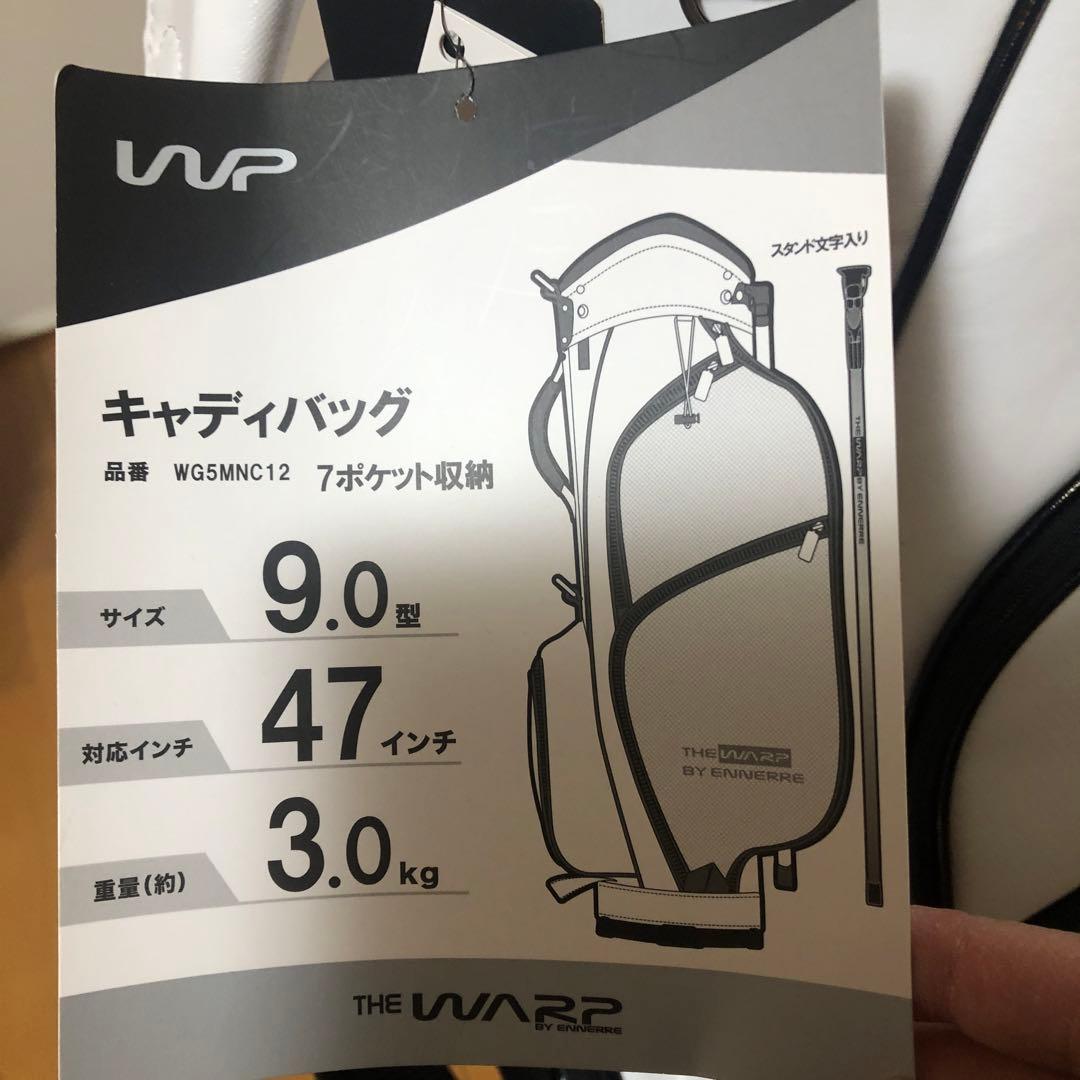 WP
スタンド文字入り
キャディバッグ
品番 WG5MNC12 7ポケット収納
サイズ 9.0型
対応インチ 47インチ
重量(約) 3.0kg
THE WARP BY ENNERRE
THE WARP
BY ENNERRE
THE WARP
BY ENNERRE